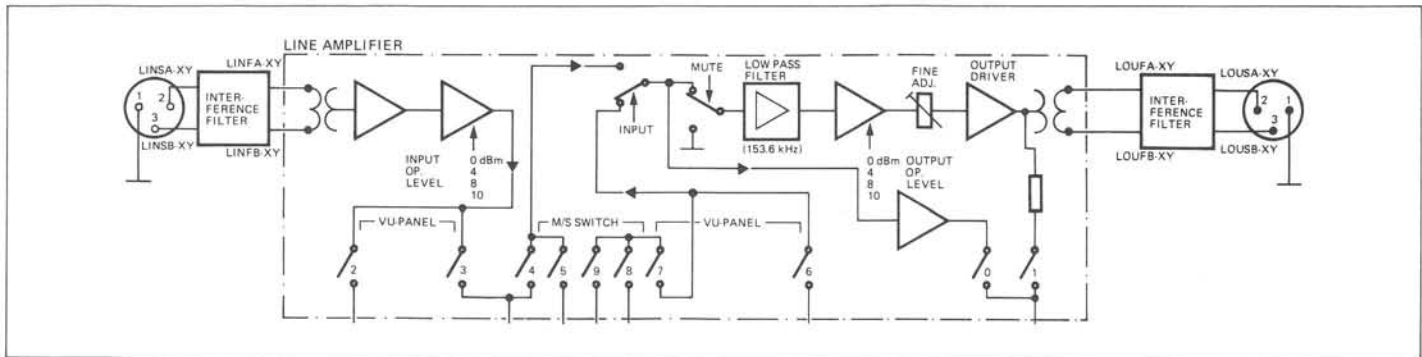 LINE AMPLIFIER
LINSA-XY
LINFA-XY
1
2
3
INTER-
FERENCE
FILTER
LINSB-XY
LINFB-XY
INPUT
OP.
LEVEL
0 dBm
4
8
10
INPUT
MUTE
LOW PASS
FILTER
(153.6 kHz)
FINE
ADJ.
OUTPUT
DRIVER
0 dBm
4
8
10
OUTPUT
OP.
LEVEL
LOUFA-XY
LOUSA-XY
INTER-
FERENCE
FILTER
2
1
3
LOUFB-XY
LOUSB-XY
VU-PANEL
M/S SWITCH
VU-PANEL
2
3
4
5
9
8
7
6
0
1